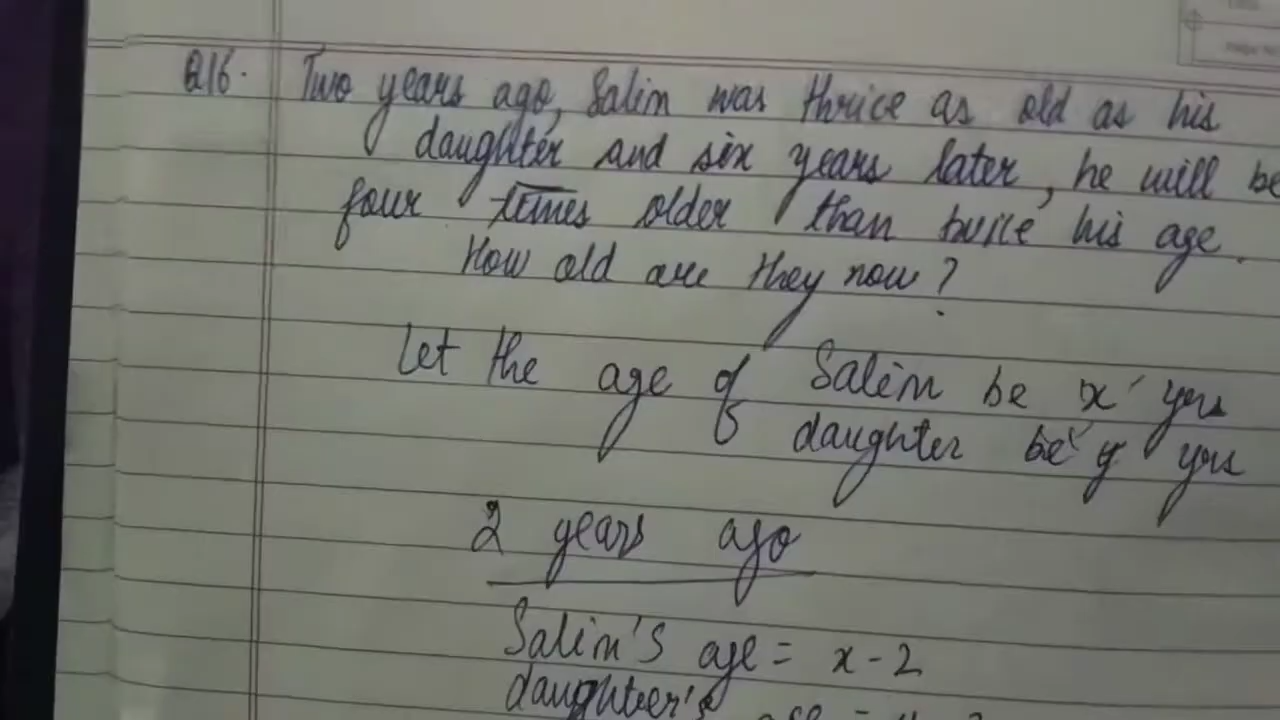 Q16. Two years ago, Salim was thrice as old as his
daughter and six years later, he will be
four times older than twice his age.
How old are they now?
Let the age of Salim be 'x' yrs
daughter be 'y' yrs
2 years ago
Salim's age = x - 2
daughter's age =